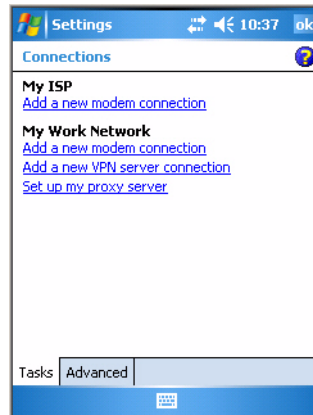 Settings 10:37 ok
Connections ?
My ISP
Add a new modem connection
My Work Network
Add a new modem connection
Add a new VPN server connection
Set up my proxy server
Tasks Advanced